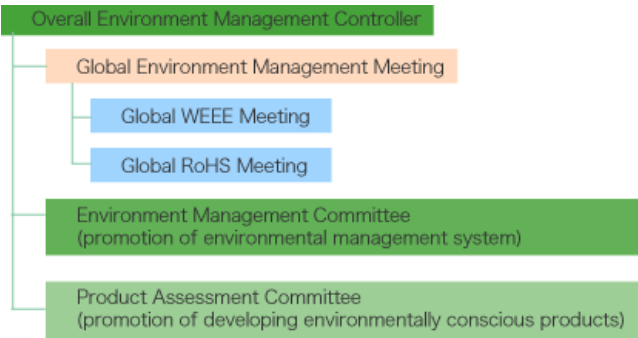 Overall Environment Management Controller
Global Environment Management Meeting
Global WEEE Meeting
Global RoHS Meeting
Environment Management Committee
(promotion of environmental management system)
Product Assessment Committee
(promotion of developing environmentally conscious products)